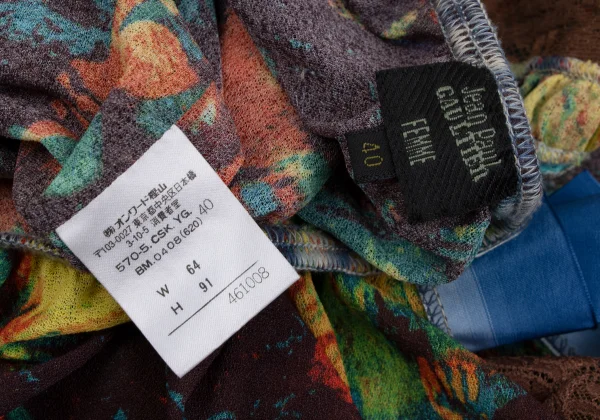 Jean Paul
GAULTIER
FEMME
40
㈱オンワード樫山
〒103-0027 東京都中央区日本橋
3-10-5 消費者室
570-5. CSK. YG. 40
BM.0408(620)
W 64
H 91
461008